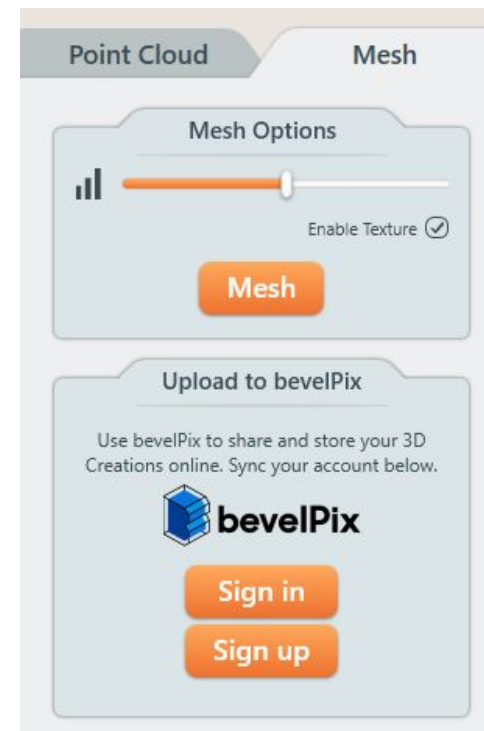 Point Cloud
Mesh
Mesh Options
Enable Texture
Mesh
Upload to bevelPix
Use bevelPix to share and store your 3D
Creations online. Sync your account below.
bevelPix
Sign in
Sign up